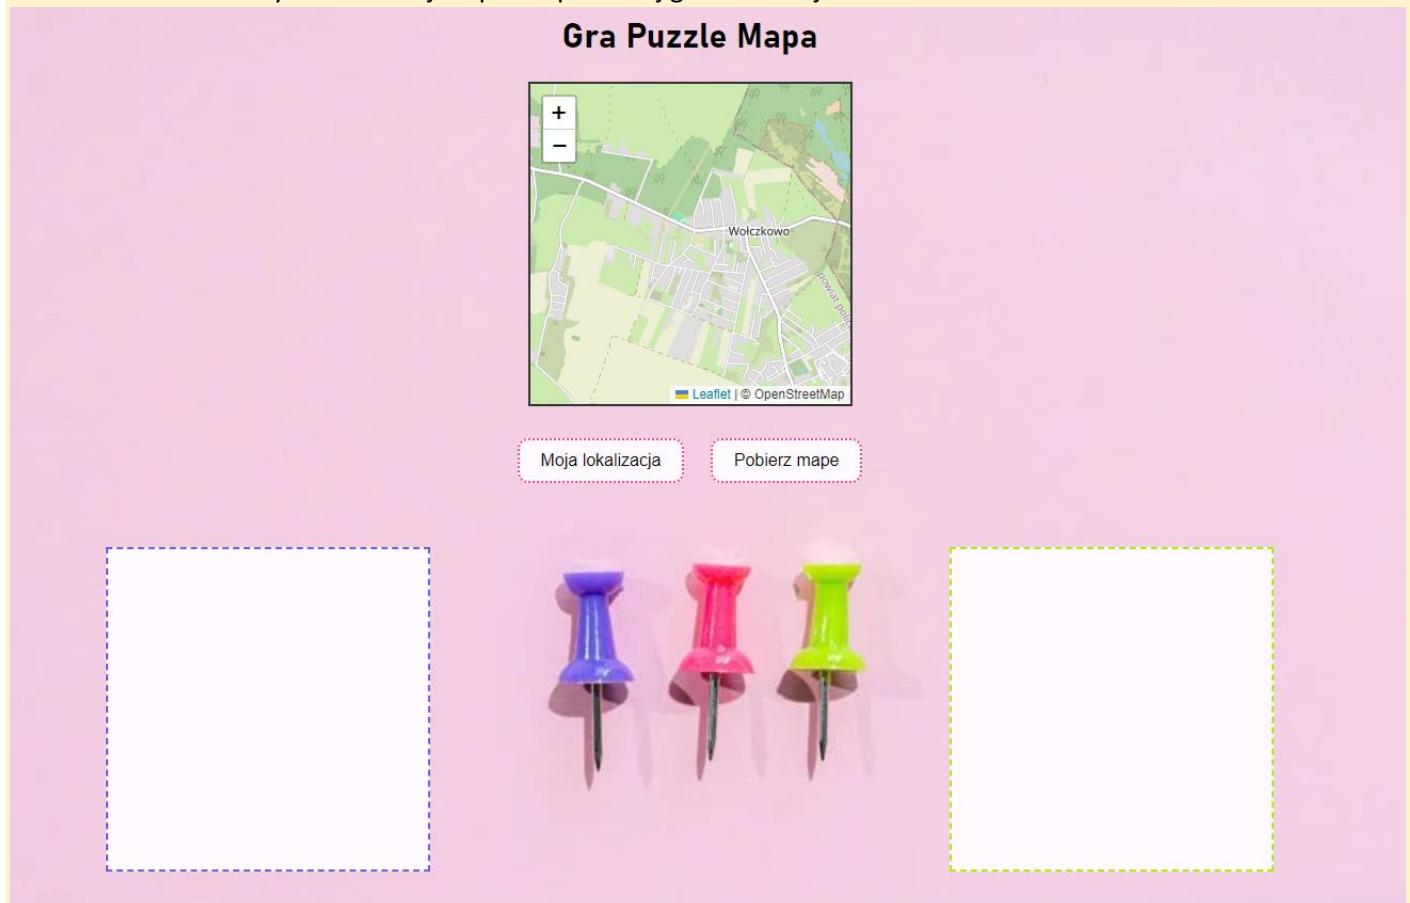 Gra Puzzle Mapa
+
−
Wołczkowo
Leaflet | © OpenStreetMap
Moja lokalizacja
Pobierz mape